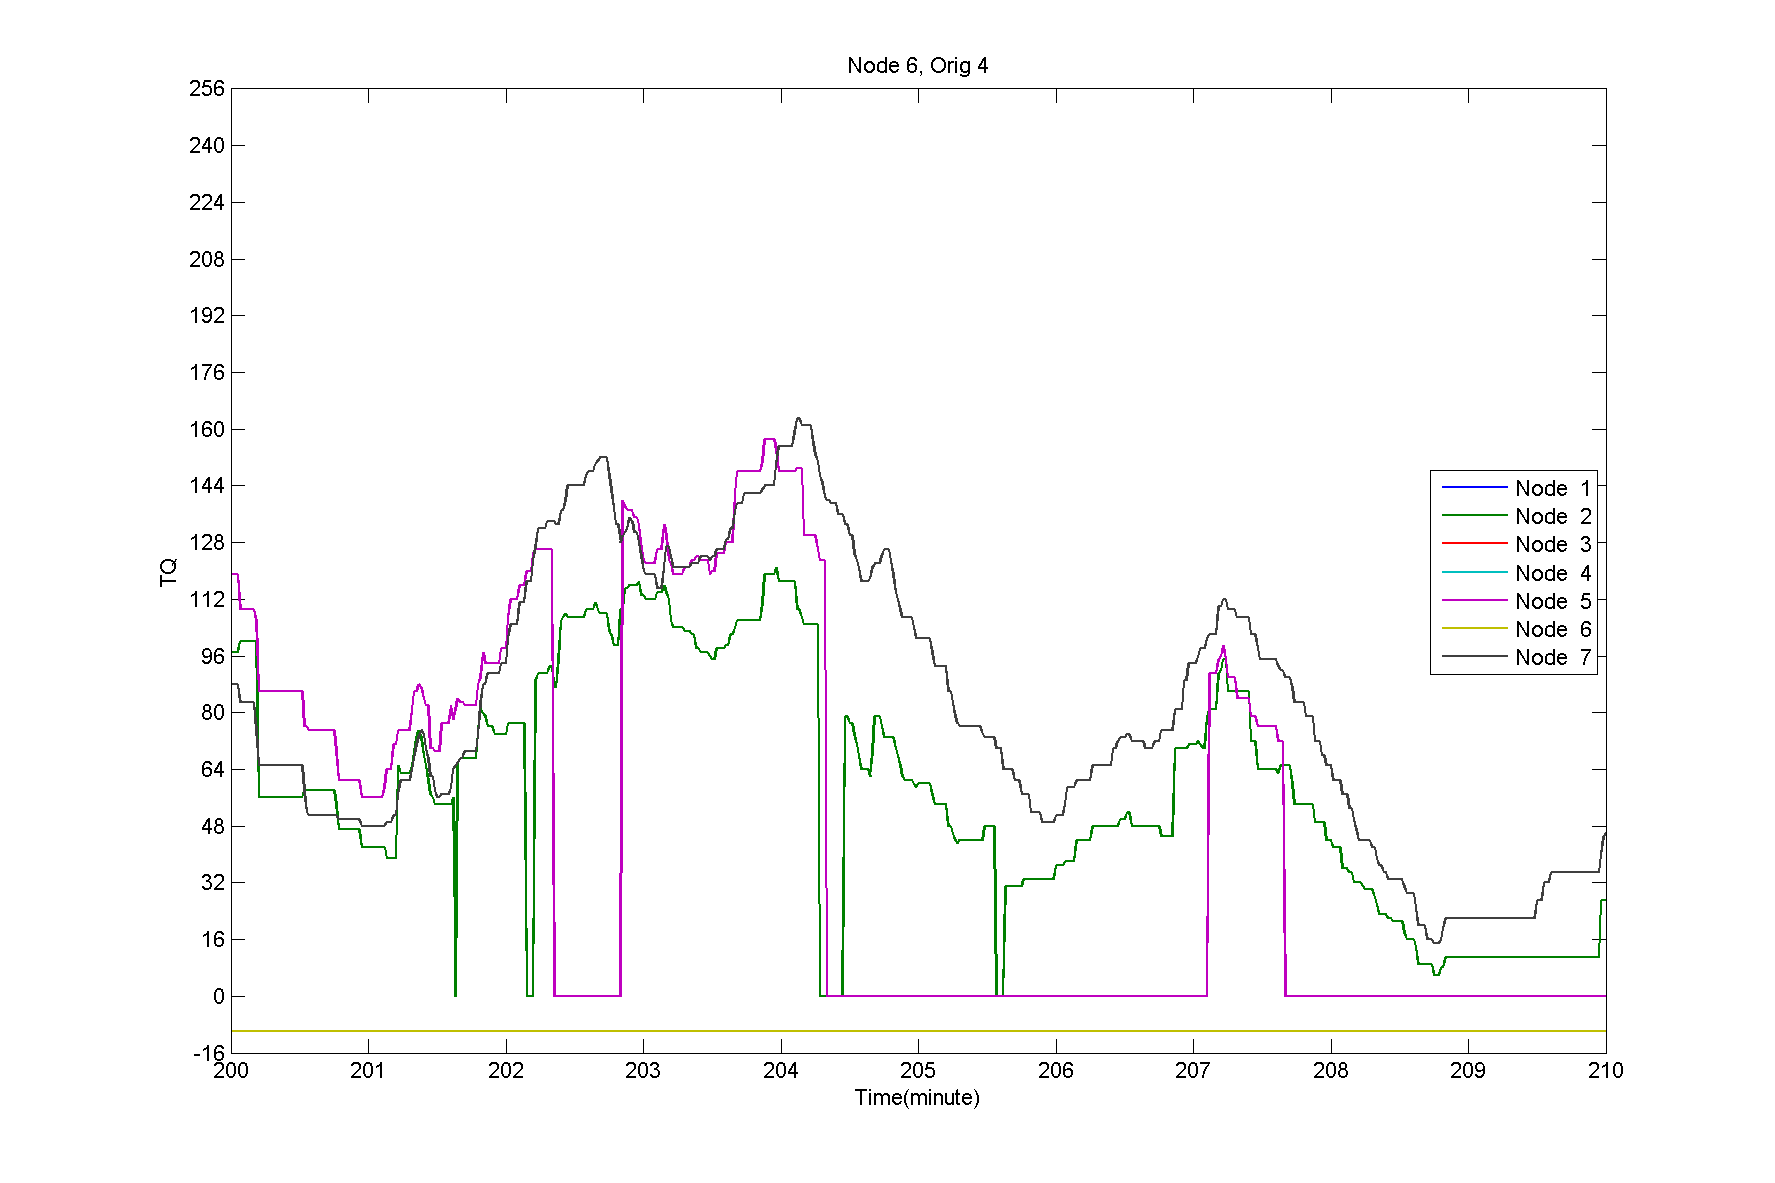 Node 6, Orig 4
256
240
224
208
192
176
160
144
128
112
96
80
64
48
32
16
0
-16
TQ
Node 1
Node 2
Node 3
Node 4
Node 5
Node 6
Node 7
200 201 202 203 204 205 206 207 208 209 210
Time(minute)